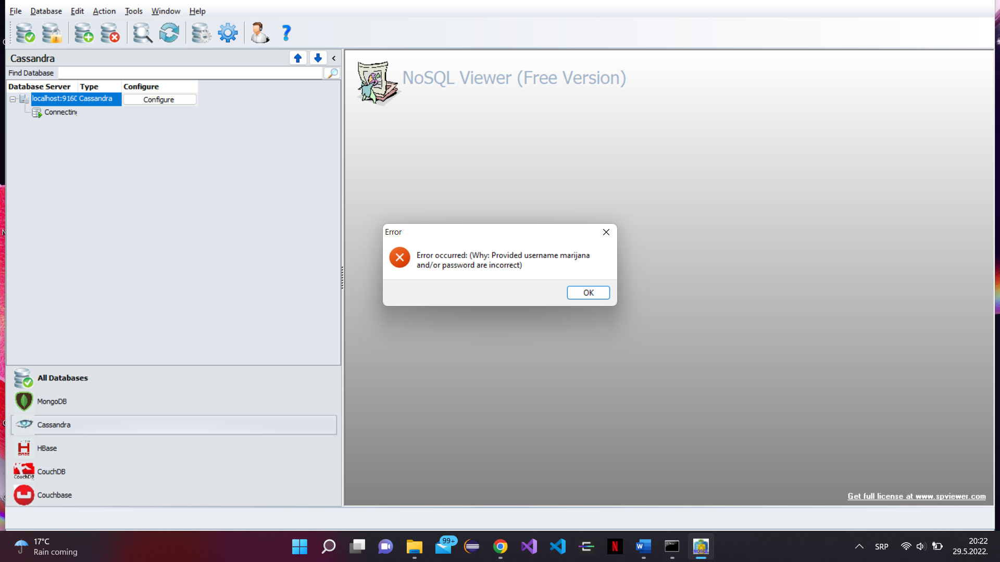 File Database Edit Action Tools Window Help
Cassandra
Find Database
Database Server Type Configure
localhost:9160 Cassandra Configure
Connecting
NoSQL Viewer (Free Version)
Error
Error occurred: (Why: Provided username marijana
and/or password are incorrect)
OK
All Databases
MongoDB
Cassandra
HBase
CouchDB
Couchbase
Get full license at www.spviewer.com
17°C
Rain coming
99+
SRP
20:22
29.5.2022.